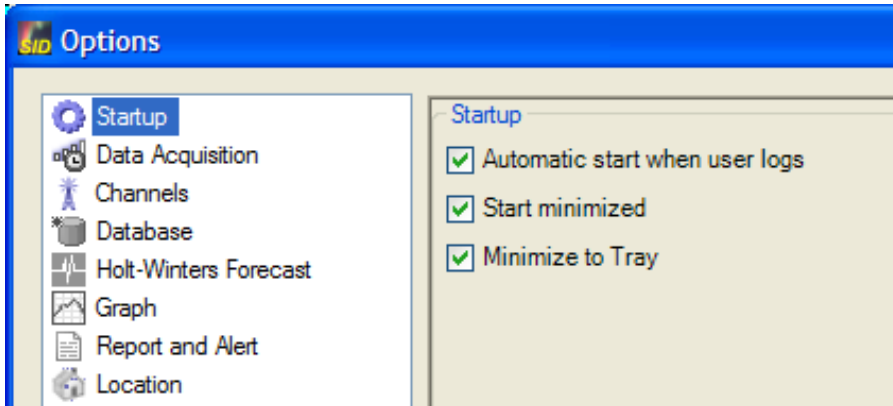 SID Options
Startup
Data Acquisition
Channels
Database
Holt-Winters Forecast
Graph
Report and Alert
Location
Startup
Automatic start when user logs
Start minimized
Minimize to Tray